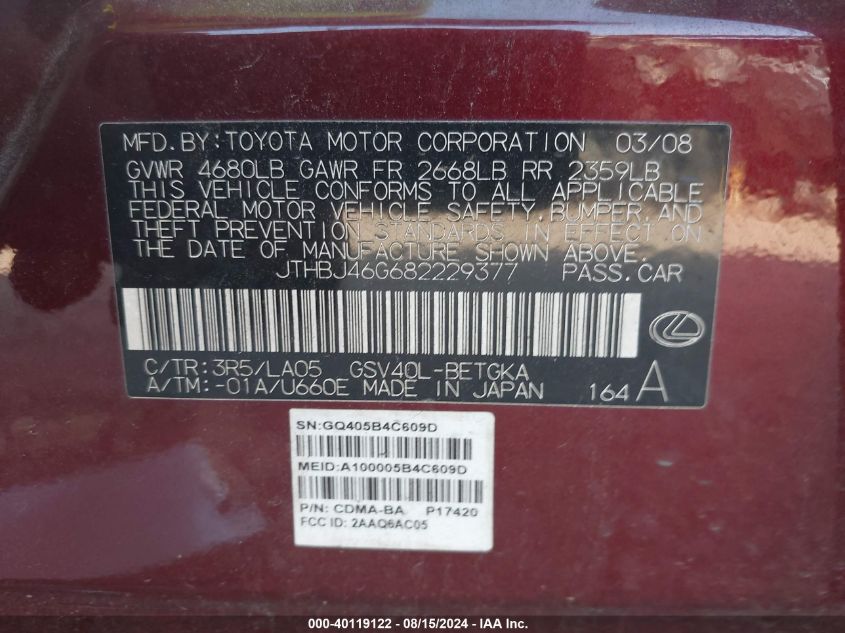 MFD.BY:TOYOTA MOTOR CORPORATION 03/08
GVWR 4680LB GAWR FR 2668LB RR 2359LB
THIS VEHICLE CONFORMS TO ALL APPLICABLE
FEDERAL MOTOR VEHICLE SAFETY,BUMPER,AND
THEFT PREVENTION STANDARDS IN EFFECT ON
THE DATE OF MANUFACTURE SHOWN ABOVE.
JTHBJ46G682229377 PASS.CAR
C/TR:3R5/LA05 GSV40L-BETGKA
A/TM:-01A/U660E MADE IN JAPAN 164 A
SN:GQ405B4C609D
MEID:A100005B4C609D
P/N: CDMA-BA P17420
FCC ID: 2AAQ6AC05
000-40119122 - 08/15/2024 - IAA Inc.